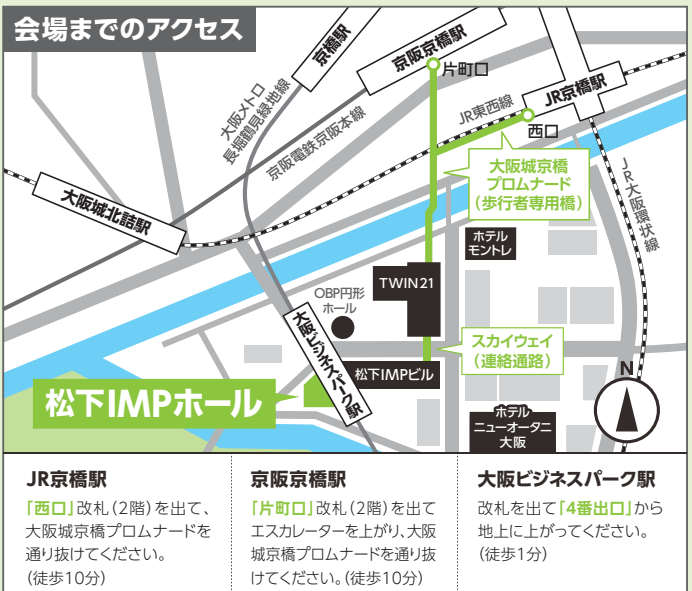 会場までのアクセス
京橋駅
京阪京橋駅
片町口
JR京橋駅
大阪メトロ
長堀鶴見緑地線
京阪電鉄京阪本線
JR東西線
西口
大阪城京橋
プロムナード
(歩行者専用橋)
JR大阪環状線
大阪城北詰駅
ホテル
モントレ
TWIN21
OBP円形
ホール
大阪ビジネスパーク駅
スカイウェイ
(連絡通路)
松下IMPビル
松下IMPホール
N
ホテル
ニューオータニ
大阪
JR京橋駅
「西口」改札(2階)を出て、
大阪城京橋プロムナードを
通り抜けてください。
(徒歩10分)
京阪京橋駅
「片町口」改札(2階)を出て
エスカレーターを上がり、大阪
城京橋プロムナードを通り抜
けてください。(徒歩10分)
大阪ビジネスパーク駅
改札を出て「4番出口」から
地上に上がってください。
(徒歩1分)